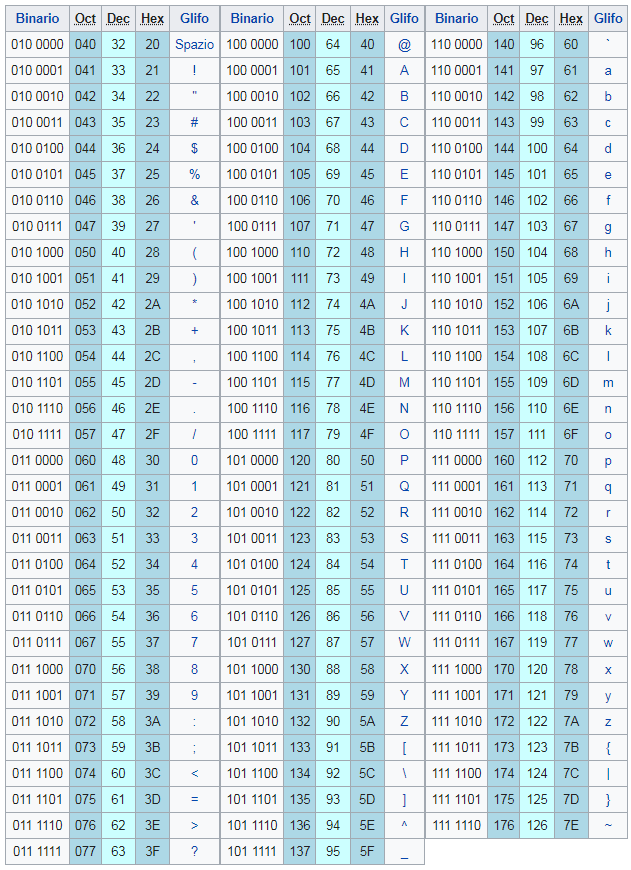 Binario Oct Dec Hex Glifo Binario Oct Dec Hex Glifo Binario Oct Dec Hex Glifo
010 0000 040 32 20 Spazio 100 0000 100 64 40 @ 110 0000 140 96 60 `
010 0001 041 33 21 ! 100 0001 101 65 41 A 110 0001 141 97 61 a
010 0010 042 34 22 " 100 0010 102 66 42 B 110 0010 142 98 62 b
010 0011 043 35 23 # 100 0011 103 67 43 C 110 0011 143 99 63 c
010 0100 044 36 24 $ 100 0100 104 68 44 D 110 0100 144 100 64 d
010 0101 045 37 25 % 100 0101 105 69 45 E 110 0101 145 101 65 e
010 0110 046 38 26 & 100 0110 106 70 46 F 110 0110 146 102 66 f
010 0111 047 39 27 ' 100 0111 107 71 47 G 110 0111 147 103 67 g
010 1000 050 40 28 ( 100 1000 110 72 48 H 110 1000 150 104 68 h
010 1001 051 41 29 ) 100 1001 111 73 49 I 110 1001 151 105 69 i
010 1010 052 42 2A * 100 1010 112 74 4A J 110 1010 152 106 6A j
010 1011 053 43 2B + 100 1011 113 75 4B K 110 1011 153 107 6B k
010 1100 054 44 2C , 100 1100 114 76 4C L 110 1100 154 108 6C l
010 1101 055 45 2D - 100 1101 115 77 4D M 110 1101 155 109 6D m
010 1110 056 46 2E . 100 1110 116 78 4E N 110 1110 156 110 6E n
010 1111 057 47 2F / 100 1111 117 79 4F O 110 1111 157 111 6F o
011 0000 060 48 30 0 101 0000 120 80 50 P 111 0000 160 112 70 p
011 0001 061 49 31 1 101 0001 121 81 51 Q 111 0001 161 113 71 q
011 0010 062 50 32 2 101 0010 122 82 52 R 111 0010 162 114 72 r
011 0011 063 51 33 3 101 0011 123 83 53 S 111 0011 163 115 73 s
011 0100 064 52 34 4 101 0100 124 84 54 T 111 0100 164 116 74 t
011 0101 065 53 35 5 101 0101 125 85 55 U 111 0101 165 117 75 u
011 0110 066 54 36 6 101 0110 126 86 56 V 111 0110 166 118 76 v
011 0111 067 55 37 7 101 0111 127 87 57 W 111 0111 167 119 77 w
011 1000 070 56 38 8 101 1000 130 88 58 X 111 1000 170 120 78 x
011 1001 071 57 39 9 101 1001 131 89 59 Y 111 1001 171 121 79 y
011 1010 072 58 3A : 101 1010 132 90 5A Z 111 1010 172 122 7A z
011 1011 073 59 3B ; 101 1011 133 91 5B [ 111 1011 173 123 7B {
011 1100 074 60 3C < 101 1100 134 92 5C \ 111 1100 174 124 7C |
011 1101 075 61 3D = 101 1101 135 93 5D ] 111 1101 175 125 7D }
011 1110 076 62 3E > 101 1110 136 94 5E ^ 111 1110 176 126 7E ~
011 1111 077 63 3F ? 101 1111 137 95 5F _